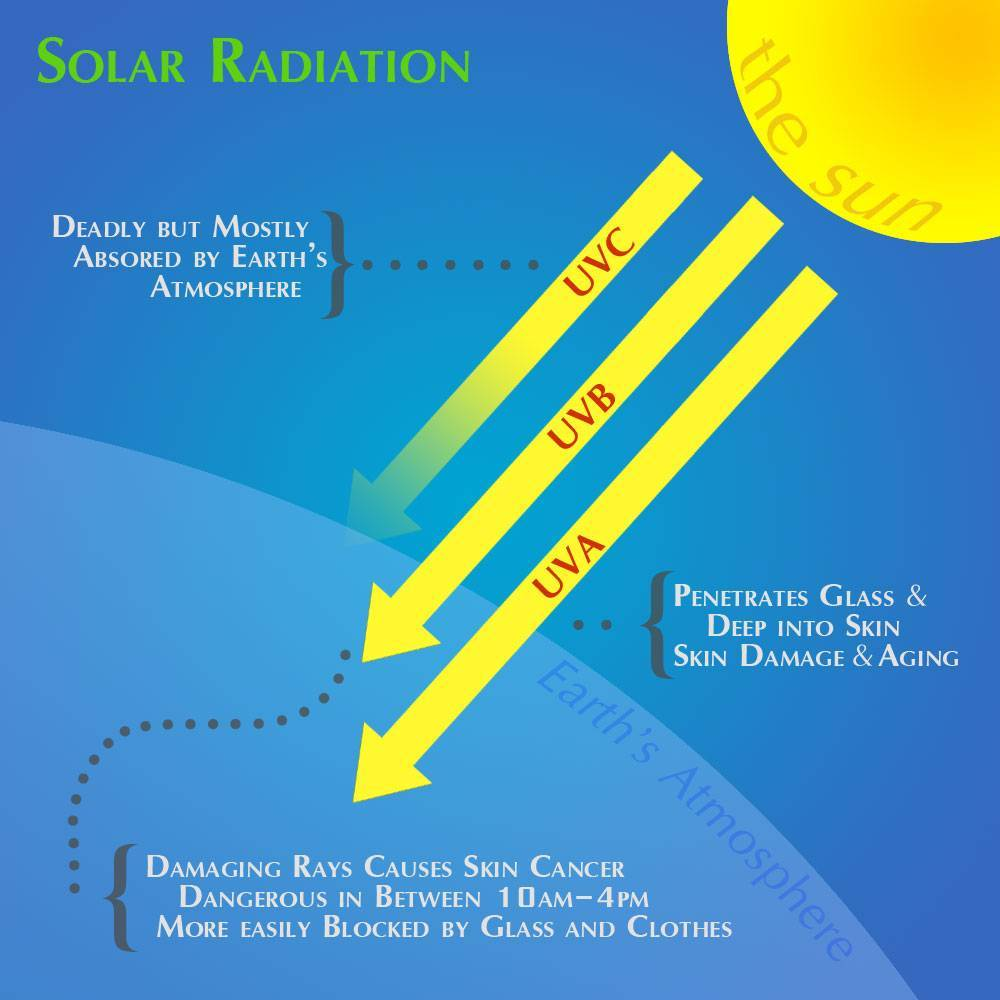 Solar Radiation
the sun
Deadly but Mostly
Absored by Earth's
Atmosphere
UVC
UVB
UVA
Penetrates Glass &
Deep into Skin
Skin Damage & Aging
Earth's Atmosphere
Damaging Rays Causes Skin Cancer
Dangerous in Between 10am-4pm
More easily Blocked by Glass and Clothes